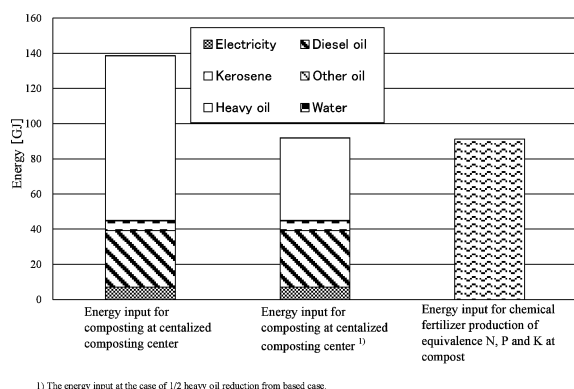 160
140
120
100
80
60
40
20
0
Energy [GJ]
Electricity
Diesel oil
Kerosene
Other oil
Heavy oil
Water
Energy input for
composting at centalized
composting center
Energy input for
composting at centalized
composting center 1)
Energy input for chemical
fertilizer production of
equivalence N, P and K at
compost
1) The energy input at the case of 1/2 heavy oil reduction from based case.